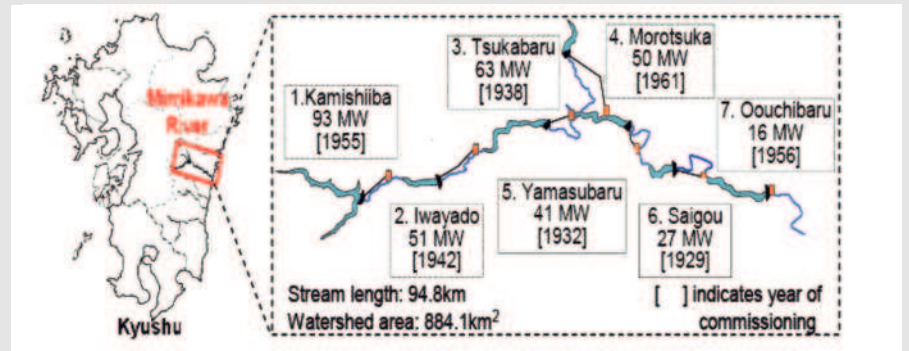 Mimikawa
River
Kyushu
1.Kamishiiba
93 MW
[1955]
2. Iwayado
51 MW
[1942]
3. Tsukabaru
63 MW
[1938]
4. Morotsuka
50 MW
[1961]
5. Yamasubaru
41 MW
[1932]
6. Saigou
27 MW
[1929]
7. Oouchibaru
16 MW
[1956]
Stream length: 94.8km
Watershed area: 884.1km²
[ ] indicates year of
commissioning